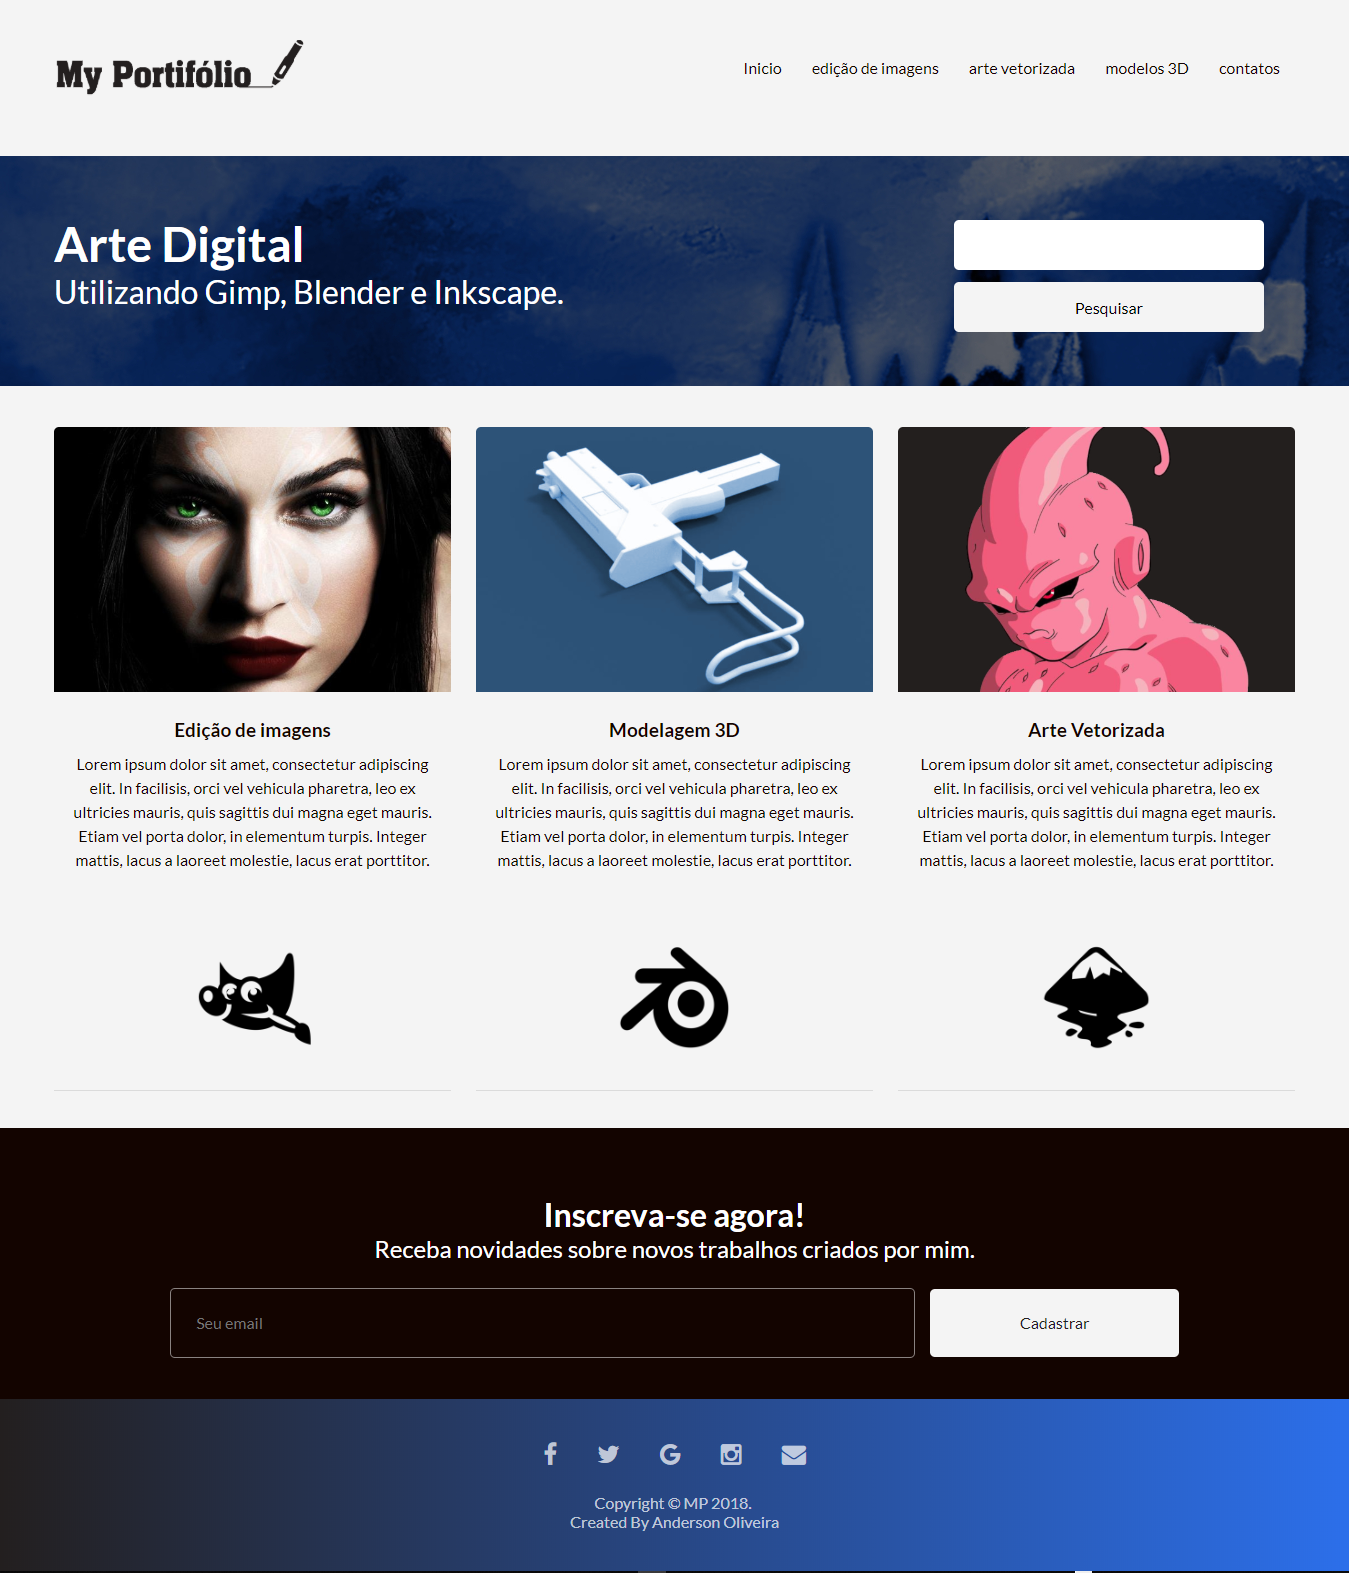 My Portifólio
Inicio edição de imagens arte vetorizada modelos 3D contatos
Arte Digital
Utilizando Gimp, Blender e Inkscape.
Pesquisar
Edição de imagens
Lorem ipsum dolor sit amet, consectetur adipiscing
elit. In facilisis, orci vel vehicula pharetra, leo ex
ultricies mauris, quis sagittis dui magna eget mauris.
Etiam vel porta dolor, in elementum turpis. Integer
mattis, lacus a laoreet molestie, lacus erat porttitor.
Modelagem 3D
Lorem ipsum dolor sit amet, consectetur adipiscing
elit. In facilisis, orci vel vehicula pharetra, leo ex
ultricies mauris, quis sagittis dui magna eget mauris.
Etiam vel porta dolor, in elementum turpis. Integer
mattis, lacus a laoreet molestie, lacus erat porttitor.
Arte Vetorizada
Lorem ipsum dolor sit amet, consectetur adipiscing
elit. In facilisis, orci vel vehicula pharetra, leo ex
ultricies mauris, quis sagittis dui magna eget mauris.
Etiam vel porta dolor, in elementum turpis. Integer
mattis, lacus a laoreet molestie, lacus erat porttitor.
Inscreva-se agora!
Receba novidades sobre novos trabalhos criados por mim.
Seu email
Cadastrar
Copyright © MP 2018.
Created By Anderson Oliveira